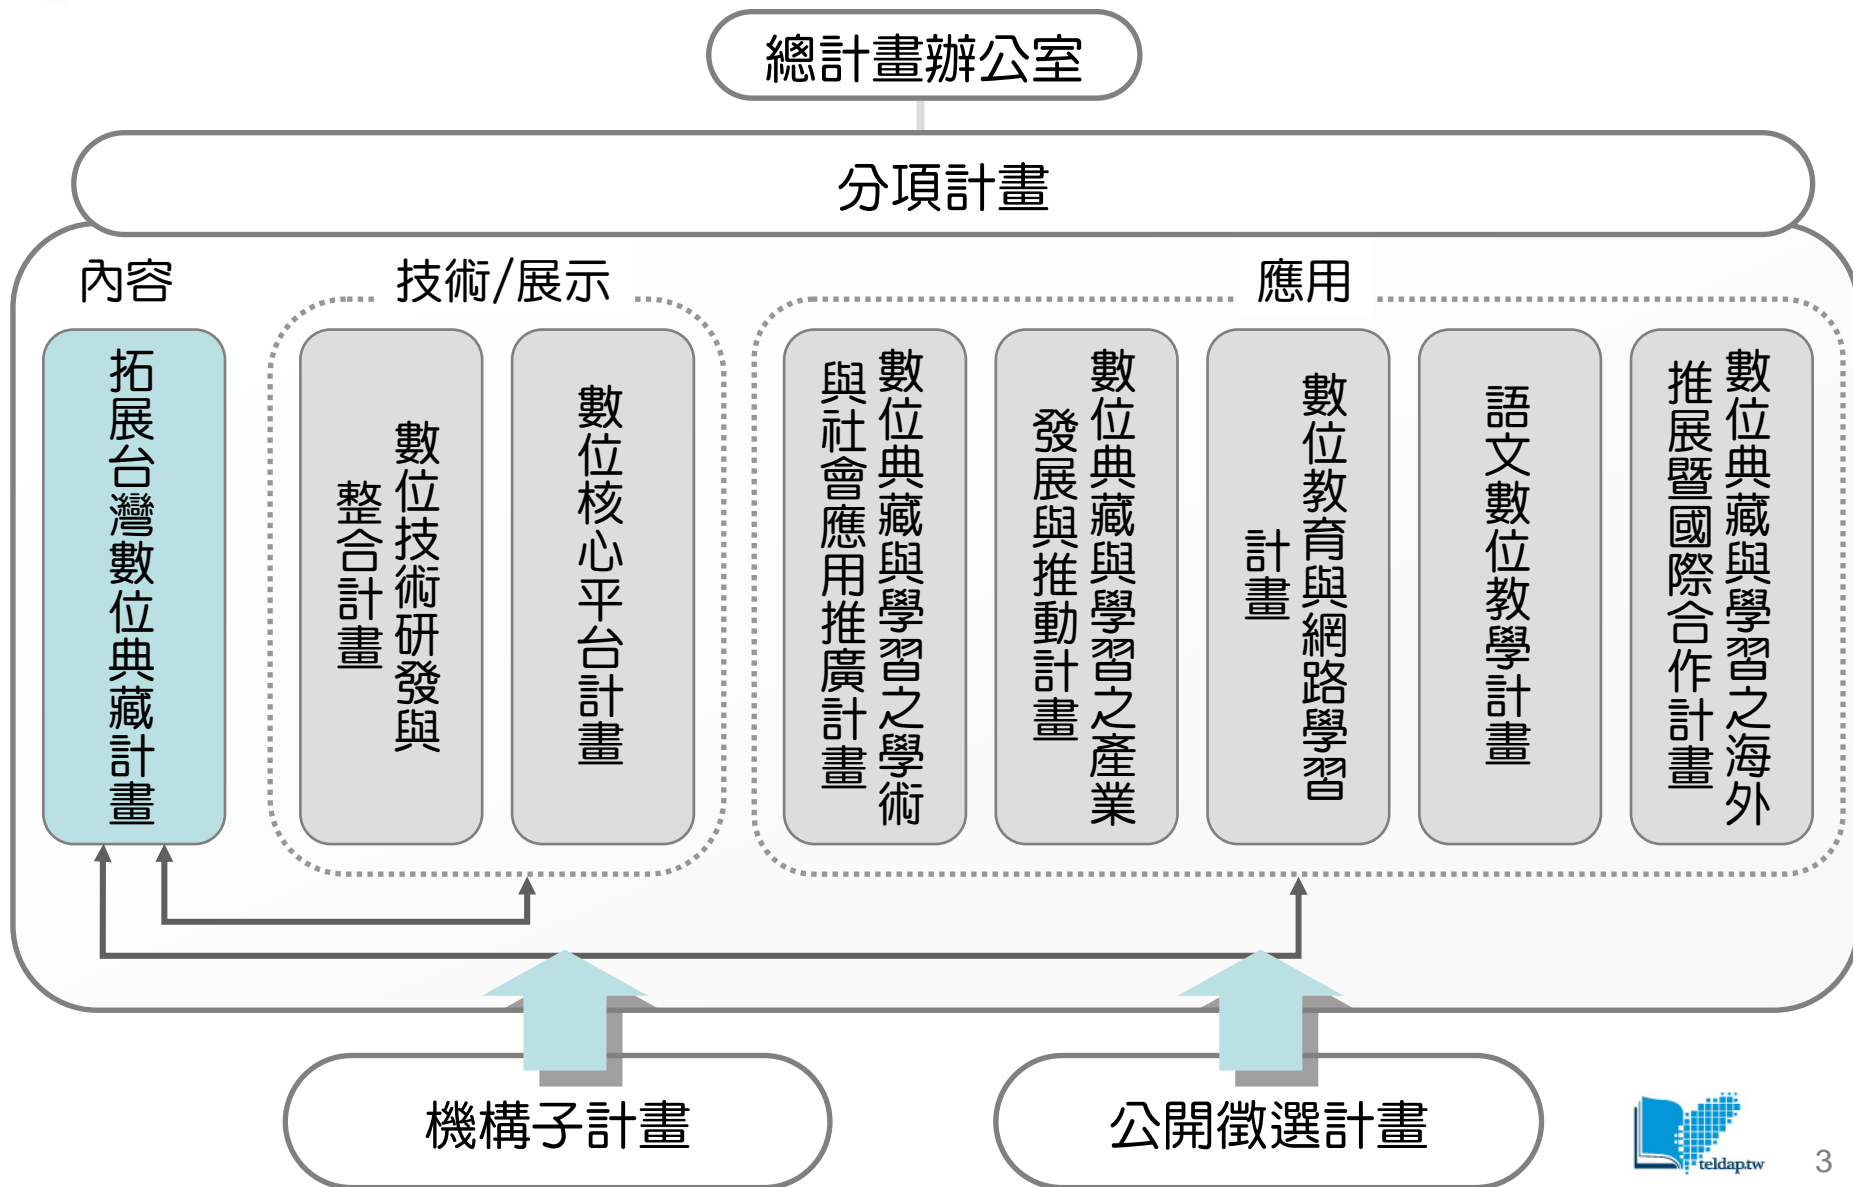 總計畫辦公室
分項計畫
內容
技術/展示
應用
拓展台灣數位典藏計畫
數位技術研發與
整合計畫
數位核心平台計畫
數位典藏與學習之學術
與社會應用推廣計畫
數位典藏與學習之產業
發展與推動計畫
數位教育與網路學習
計畫
語文數位教學計畫
數位典藏與學習之海外
推展暨國際合作計畫
機構子計畫
公開徵選計畫
teldap.tw
3